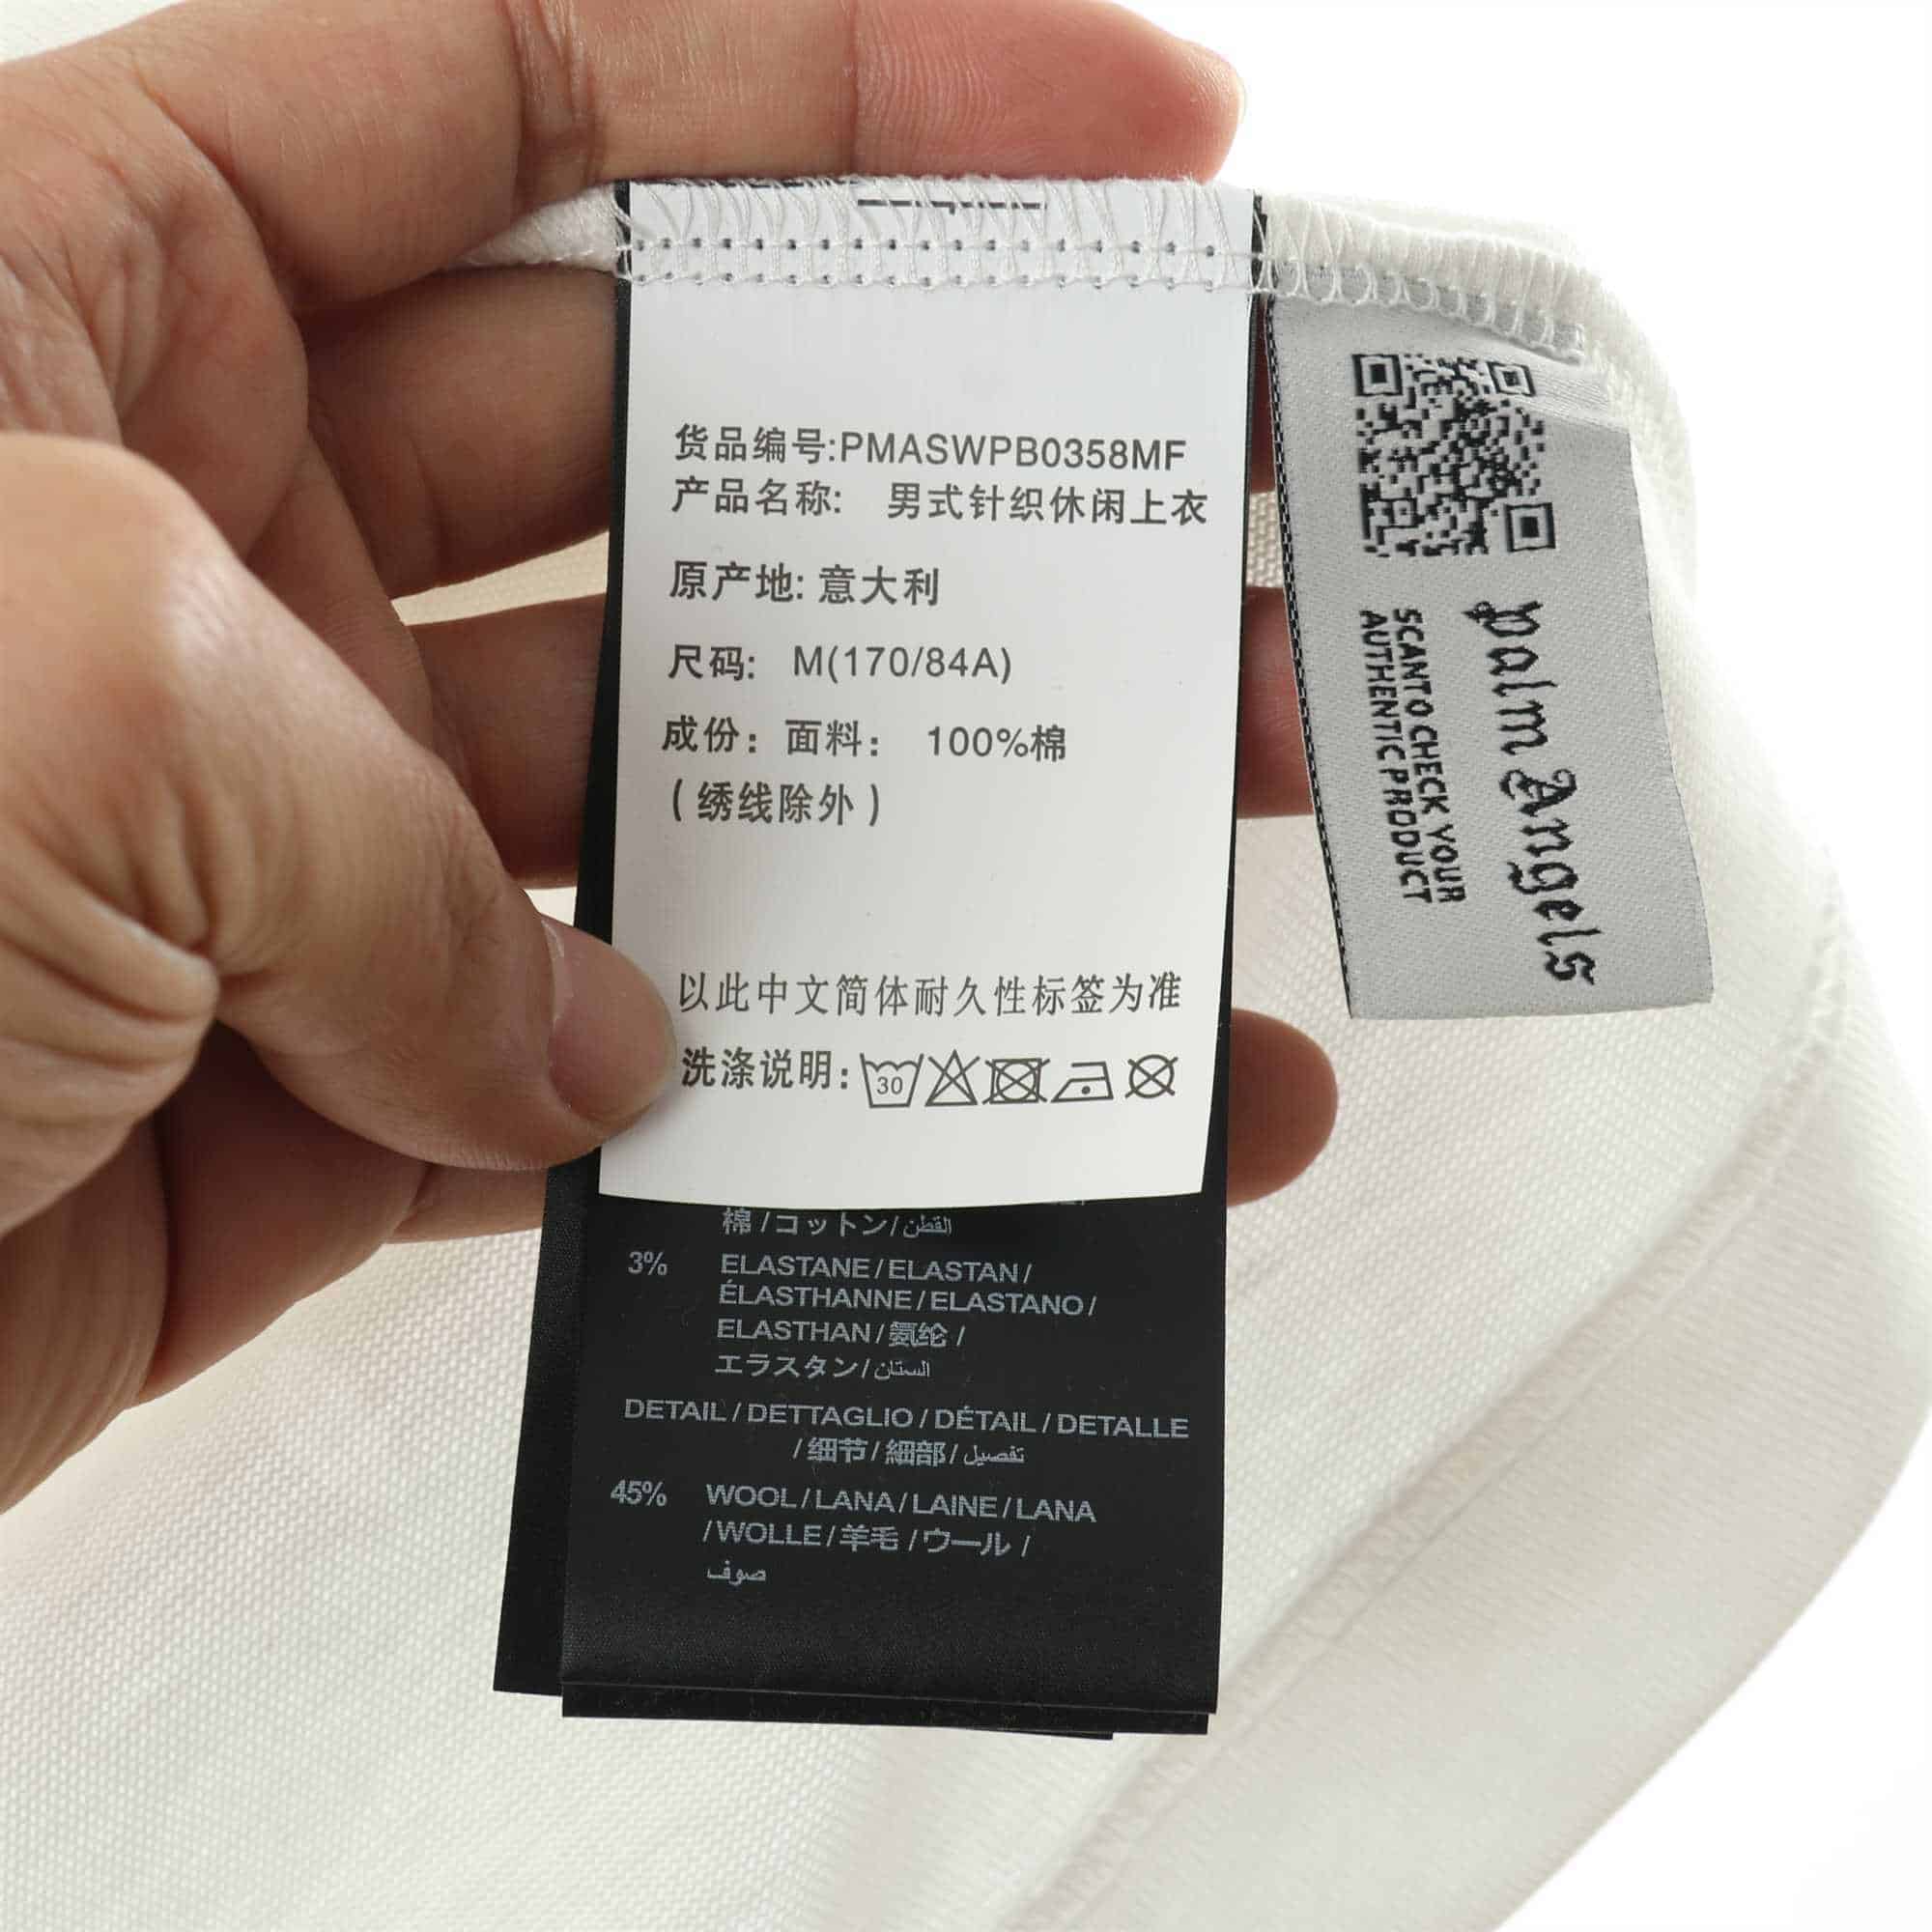 货品编号:PMASWPB0358MF
产品名称: 男式针织休闲上衣
原产地: 意大利
尺码: M(170/84A)
成份: 面料: 100%棉
(绣线除外)
以此中文简体耐久性标签为准
洗涤说明: 30
棉/コットン/القطن
3% ELASTANE/ELASTAN/
ÉLASTHANNE/ELASTANO/
ELASTHAN/氨纶/
エラスタン/الستان
DETAIL/DETTAGLIO/DÉTAIL/DETALLE
/细节/細部/تفصيل
45% WOOL/LANA/LAINE/LANA
/WOLLE/羊毛/ウール/
صوف
Palm Angels
SCAN TO CHECK YOUR
AUTHENTIC PRODUCT